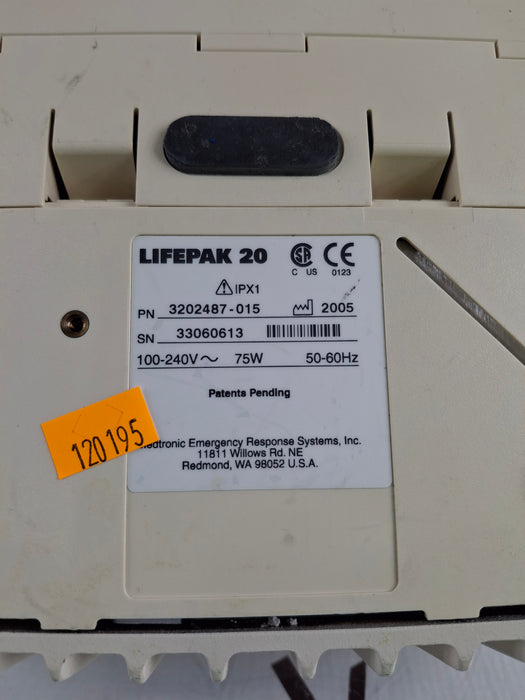 LIFEPAK 20
C US 0123
IPX1
PN 3202487-015 2005
SN 33060613
100-240V~ 75W 50-60Hz
Patents Pending
120195
Emergency Response Systems, Inc.
11811 Willows Rd. NE
Redmond, WA 98052 U.S.A.